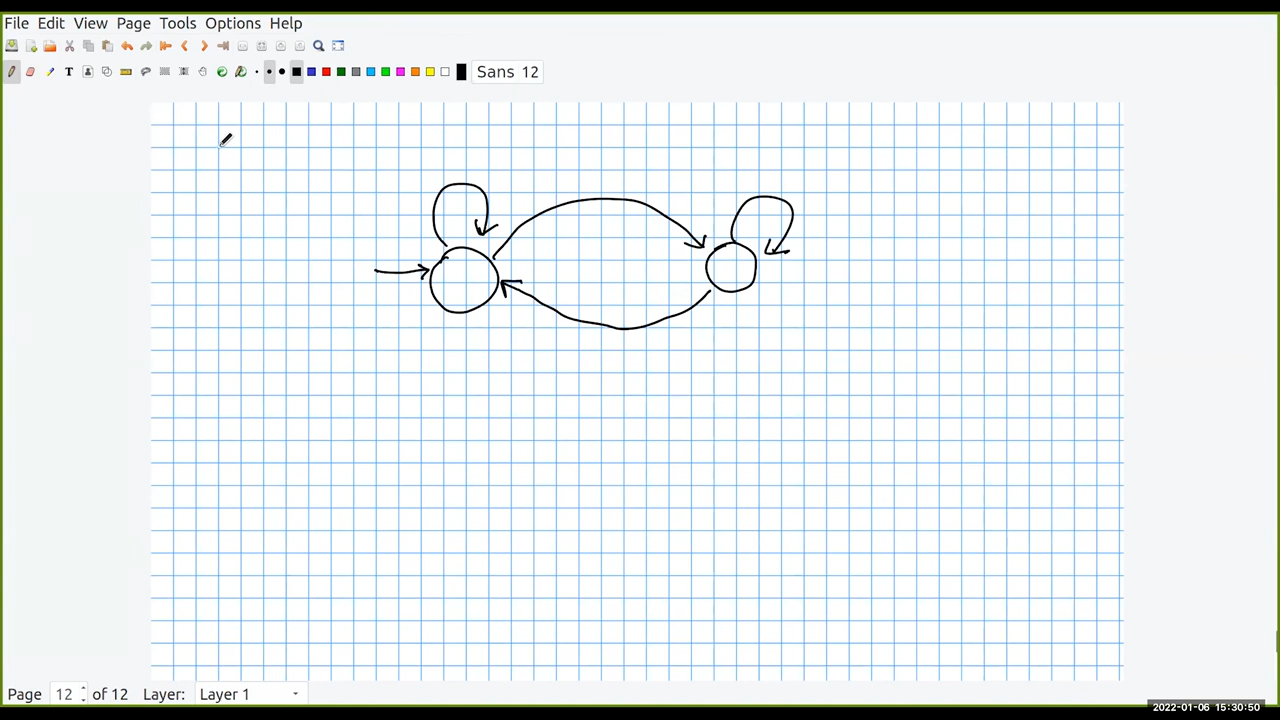 File Edit View Page Tools Options Help
Sans 12
Page 12 of 12 Layer: Layer 1
2022-01-06 15:30:50